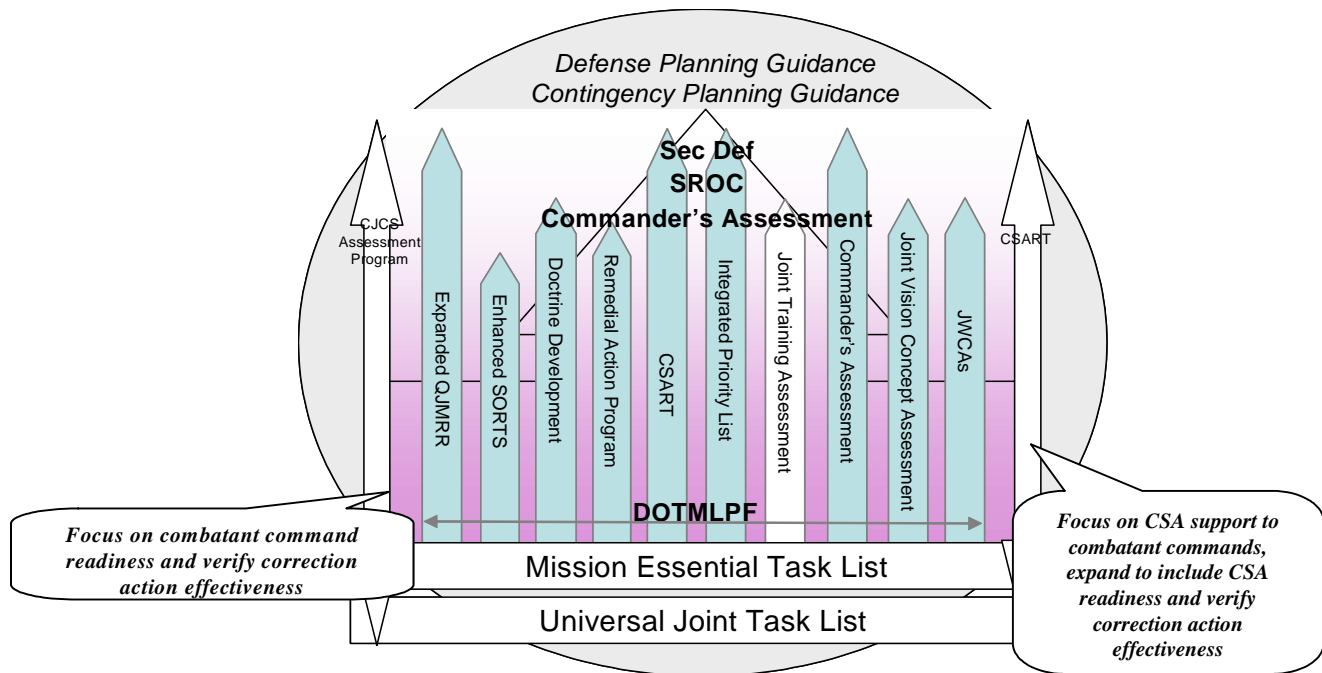 Defense Planning Guidance
Contingency Planning Guidance
Sec Def
SROC
Commander's Assessment
CJCS
Assessment
Program
CSART
Expanded QJMRR
Enhanced SORTS
Doctrine Development
Remedial Action Program
CSART
Integrated Priority List
Joint Training Assessment
Commander's Assessment
Joint Vision Concept Assessment
JWCAs
DOTMLPF
Focus on combatant command
readiness and verify correction
action effectiveness
Focus on CSA support to
combatant commands,
expand to include CSA
readiness and verify
correction action
effectiveness
Mission Essential Task List
Universal Joint Task List